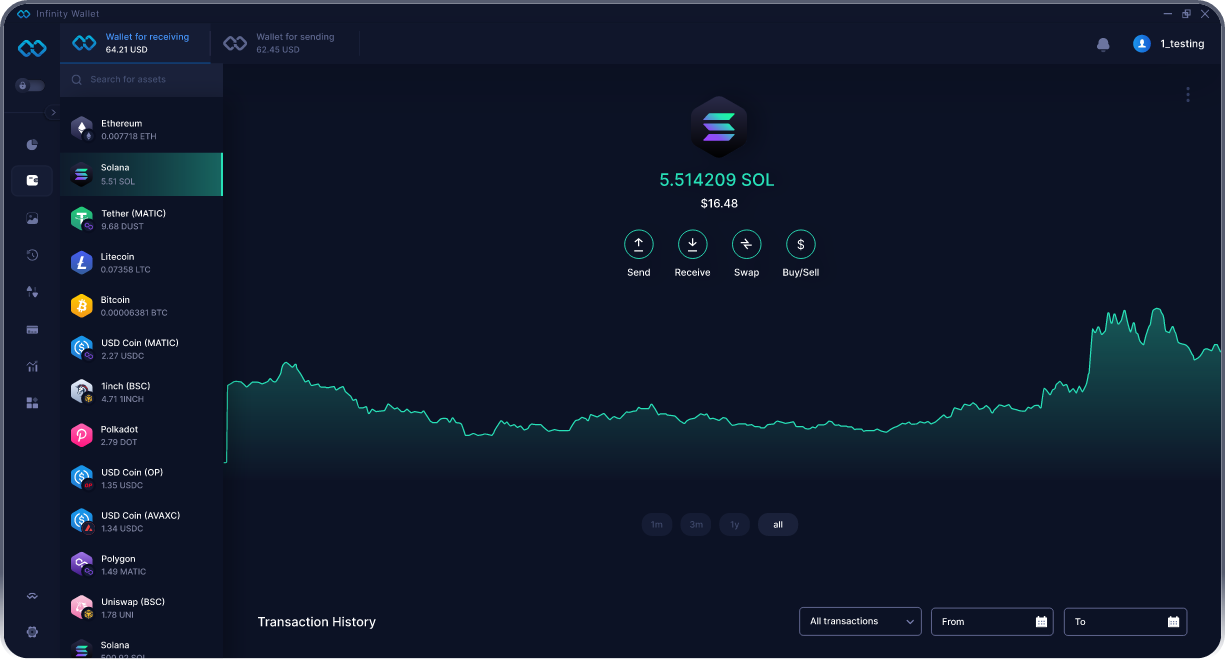 Infinity Wallet
Wallet for receiving
64.21 USD
Wallet for sending
62.45 USD
1_testing
Search for assets
Ethereum
0.007718 ETH
Solana
5.51 SOL
Tether (MATIC)
9.68 DUST
Litecoin
0.07358 LTC
Bitcoin
0.00006381 BTC
USD Coin (MATIC)
2.27 USDC
1inch (BSC)
4.71 1INCH
Polkadot
2.79 DOT
USD Coin (OP)
1.35 USDC
USD Coin (AVAXC)
1.34 USDC
Polygon
1.49 MATIC
Uniswap (BSC)
1.78 UNI
Solana
5.514209 SOL
$16.48
Send
Receive
Swap
Buy/Sell
1m
3m
1y
all
Transaction History
All transactions
From
To